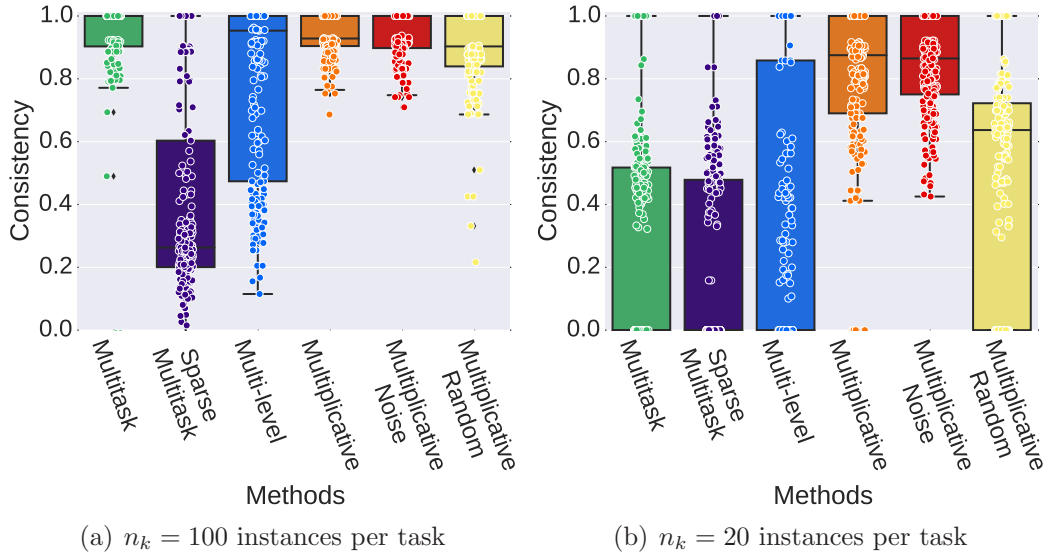 1.0
0.8
0.6
0.4
0.2
0.0
Consistency
Multitask
Sparse
Multitask
Multi-level
Multiplicative
Multiplicative
Noise
Multiplicative
Random
Methods
(a) n_k = 100 instances per task
1.0
0.8
0.6
0.4
0.2
0.0
Consistency
Multitask
Sparse
Multitask
Multi-level
Multiplicative
Multiplicative
Noise
Multiplicative
Random
Methods
(b) n_k = 20 instances per task